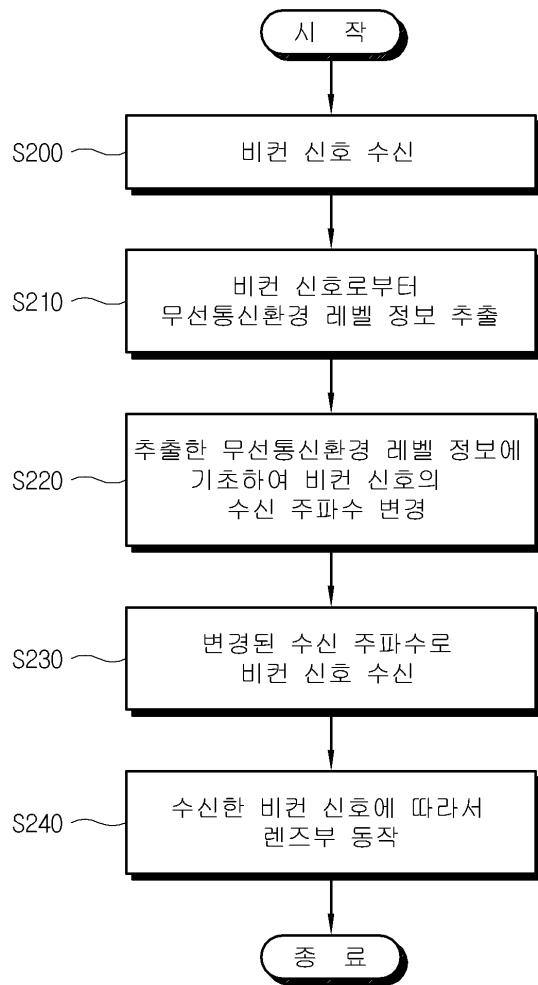 시 작
S200
비컨 신호 수신
S210
비컨 신호로부터
무선통신환경 레벨 정보 추출
S220
추출한 무선통신환경 레벨 정보에
기초하여 비컨 신호의
수신 주파수 변경
S230
변경된 수신 주파수로
비컨 신호 수신
S240
수신한 비컨 신호에 따라서
렌즈부 동작
종 료